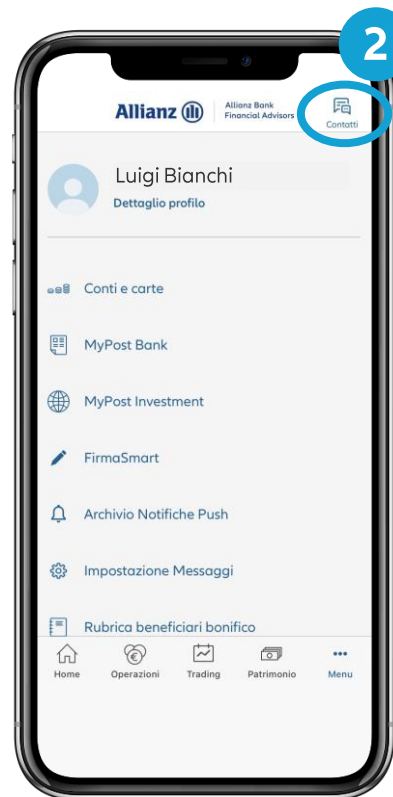 2
Allianz
Allianz Bank
Financial Advisors
Contatti
Luigi Bianchi
Dettaglio profilo
Conti e carte
MyPost Bank
MyPost Investment
FirmaSmart
Archivio Notifiche Push
Impostazione Messaggi
Rubrica beneficiari bonifico
Home Operazioni Trading Patrimonio Menu